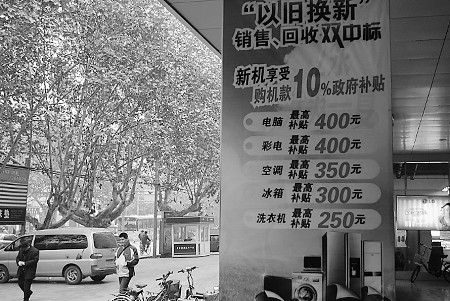 “以旧换新”
销售、回收双中标
新机享受
购机款10%政府补贴
电脑 最高补贴 400元
彩电 最高补贴 400元
空调 最高补贴 350元
冰箱 最高补贴 300元
洗衣机 最高补贴 250元